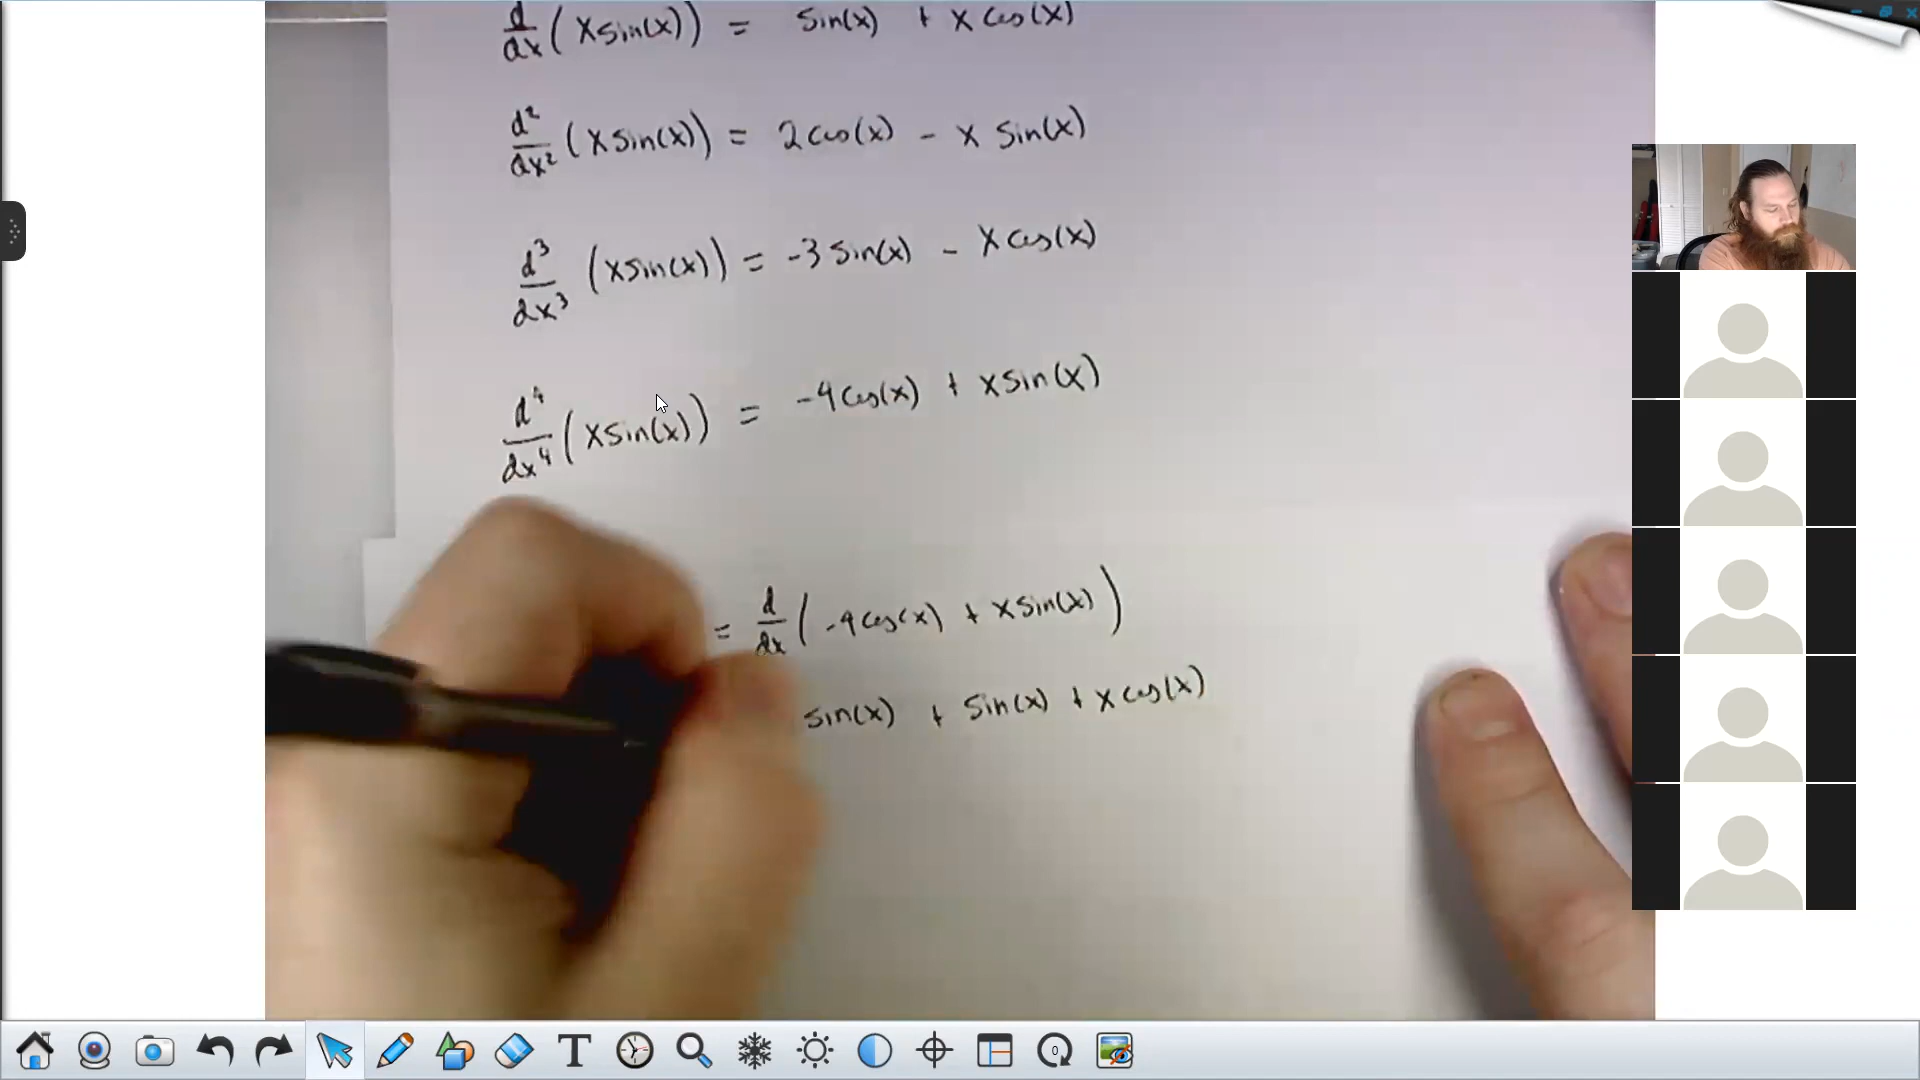 d/dx (x sin(x)) = sin(x) + x cos(x)
d²/dx² (x sin(x)) = 2cos(x) - x sin(x)
d³/dx³ (x sin(x)) = -3 sin(x) - x cos(x)
d⁴/dx⁴ (x sin(x)) = -4 cos(x) + x sin(x)
= d/dx (-4 cos(x) + x sin(x))
sin(x) + sin(x) + x cos(x)
T
0